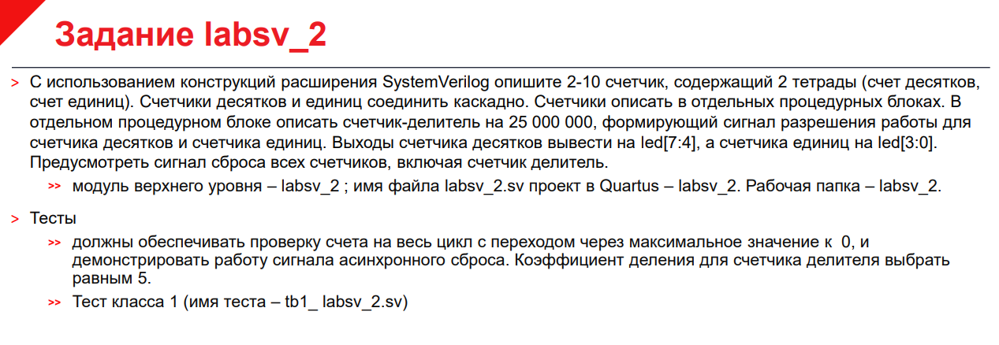 Задание labsv_2
> С использованием конструкций расширения SystemVerilog опишите 2-10 счетчик, содержащий 2 тетрады (счет десятков,
счет единиц). Счетчики десятков и единиц соединить каскадно. Счетчики описать в отдельных процедурных блоках. В
отдельном процедурном блоке описать счетчик-делитель на 25 000 000, формирующий сигнал разрешения работы для
счетчика десятков и счетчика единиц. Выходы счетчика десятков вывести на led[7:4], а счетчика единиц на led[3:0].
Предусмотреть сигнал сброса всех счетчиков, включая счетчик делитель.
>> модуль верхнего уровня – labsv_2 ; имя файла labsv_2.sv проект в Quartus – labsv_2. Рабочая папка – labsv_2.
> Тесты
>> должны обеспечивать проверку счета на весь цикл с переходом через максимальное значение к 0, и
демонстрировать работу сигнала асинхронного сброса. Коэффициент деления для счетчика делителя выбрать
равным 5.
>> Тест класса 1 (имя теста – tb1_ labsv_2.sv)